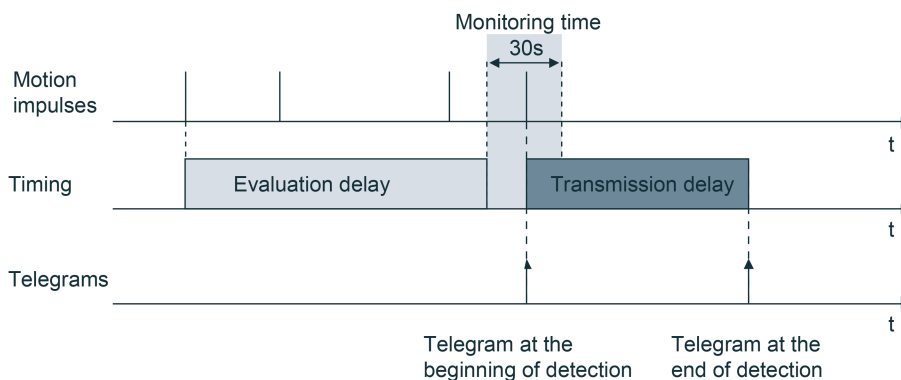 Monitoring time
30s
Motion
impulses
t
Timing
Evaluation delay
Transmission delay
t
Telegrams
t
Telegram at the
beginning of detection
Telegram at the
end of detection